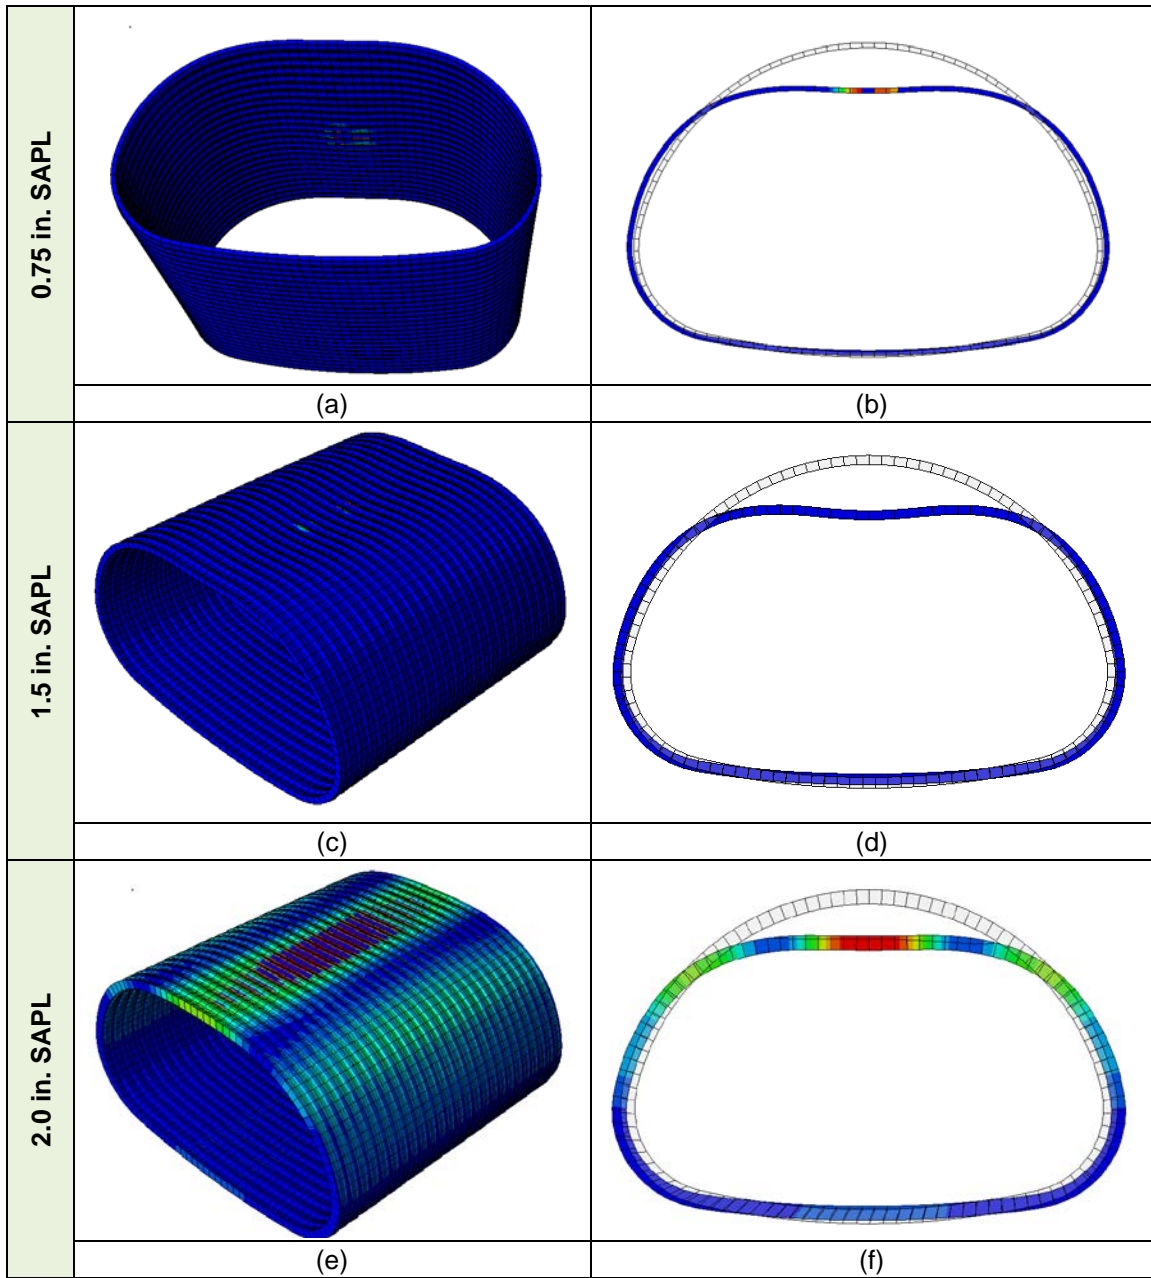 0.75 in. SAPL
(a)
(b)
1.5 in. SAPL
(c)
(d)
2.0 in. SAPL
(e)
(f)